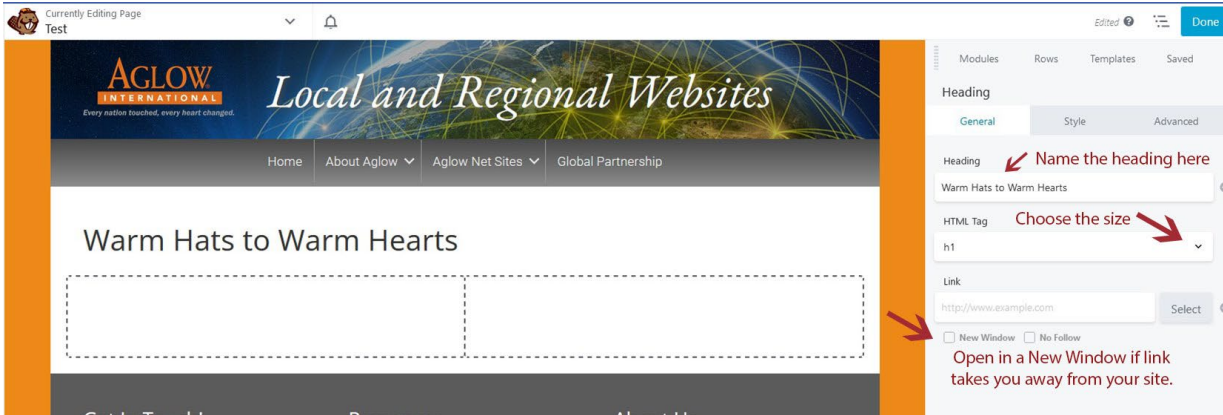 Currently Editing Page
Test
Edited
Done
AGLOW
INTERNATIONAL
Every nation touched, every heart changed.
Local and Regional Websites
Home About Aglow Aglow Net Sites Global Partnership
Warm Hats to Warm Hearts
Modules Rows Templates Saved
Heading
General Style Advanced
Heading
Name the heading here
Warm Hats to Warm Hearts
HTML Tag
Choose the size
h1
Link
http://www.example.com
Select
New Window No Follow
Open in a New Window if link
takes you away from your site.